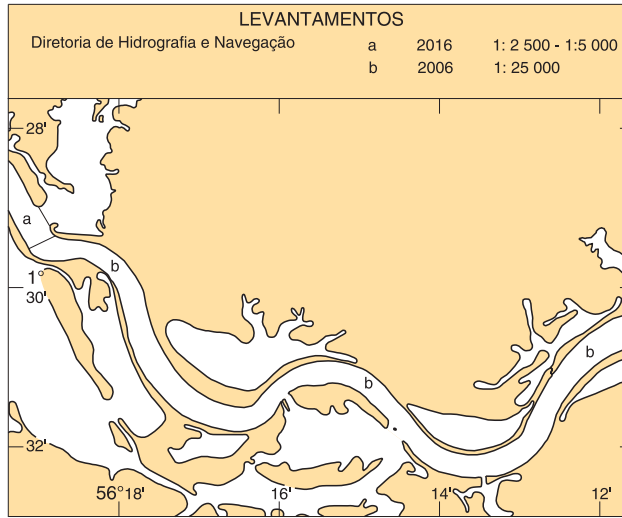 LEVANTAMENTOS
Diretoria de Hidrografia e Navegação a 2016 1: 2 500 - 1:5 000
b 2006 1: 25 000
28'
a
b
1°
30'
b
b
32'
56°18' 16' 14' 12'